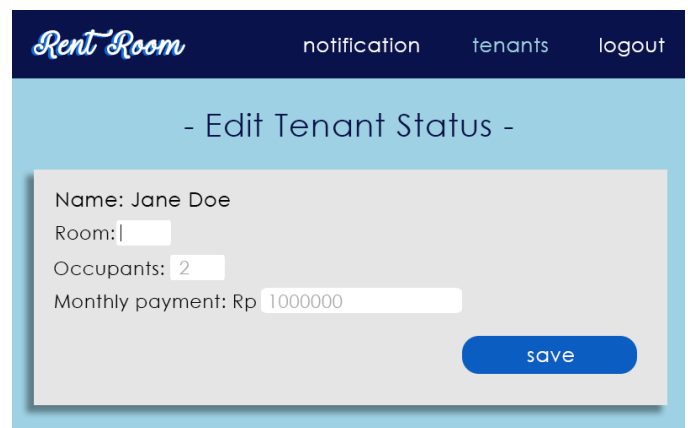 Rent Room notification tenants logout
- Edit Tenant Status -
Name: Jane Doe
Room:
Occupants: 2
Monthly payment: Rp 1000000
save